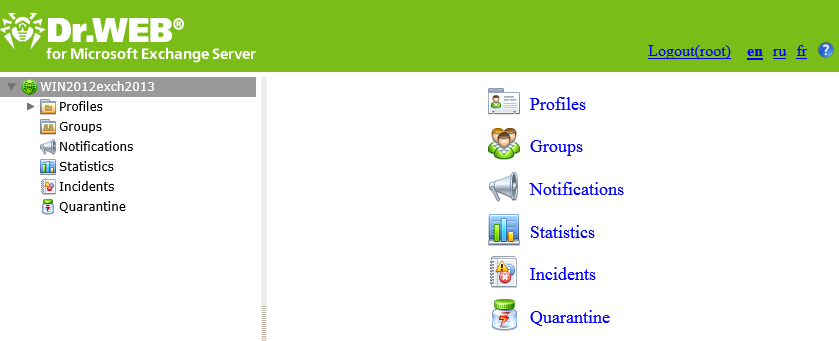 Dr.WEB®
for Microsoft Exchange Server
Logout(root) en ru fr ?
WIN2012exch2013
Profiles
Groups
Notifications
Statistics
Incidents
Quarantine
Profiles
Groups
Notifications
Statistics
Incidents
Quarantine